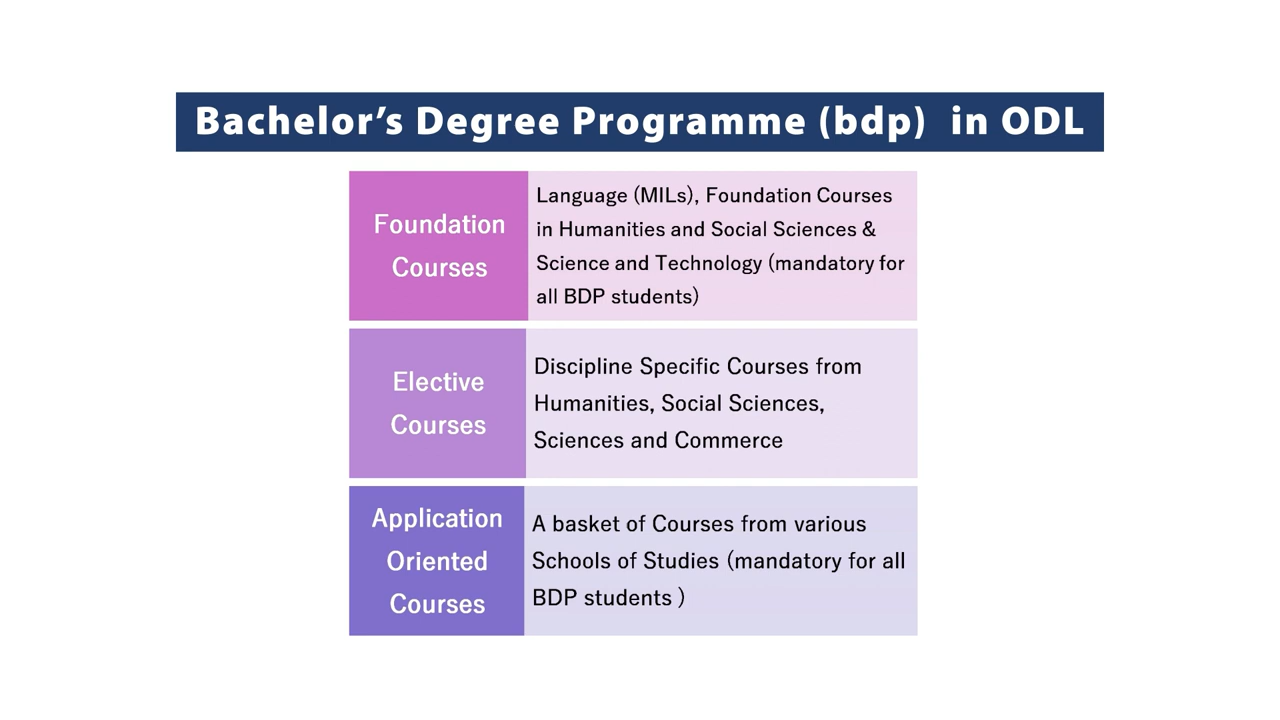 Bachelor’s Degree Programme (bdp) in ODL
Foundation
Courses
Language (MILs), Foundation Courses
in Humanities and Social Sciences &
Science and Technology (mandatory for
all BDP students)
Elective
Courses
Discipline Specific Courses from
Humanities, Social Sciences,
Sciences and Commerce
Application
Oriented
Courses
A basket of Courses from various
Schools of Studies (mandatory for all
BDP students )